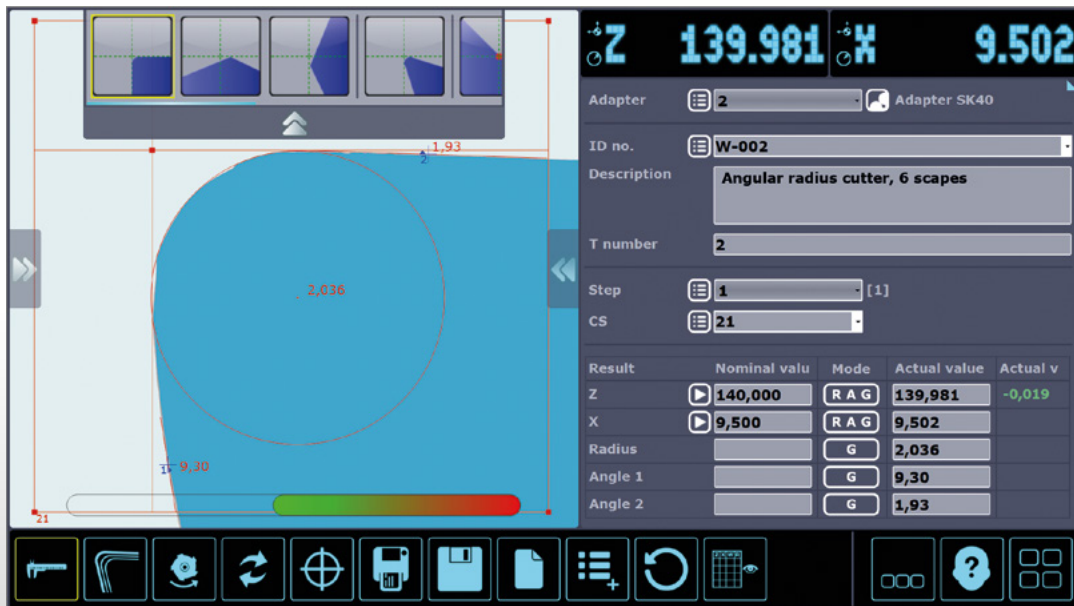 Z 139.981 X 9.502
Adapter 2 Adapter SK40
ID no. W-002
Description Angular radius cutter, 6 scapes
T number 2
Step 1 [1]
CS 21
Result Nominal valu Mode Actual value Actual v
Z 140,000 R A G 139,981 -0,019
X 9,500 R A G 9,502
Radius G 2,036
Angle 1 G 9,30
Angle 2 G 1,93
1,93
2
2,036
1 9,30
21